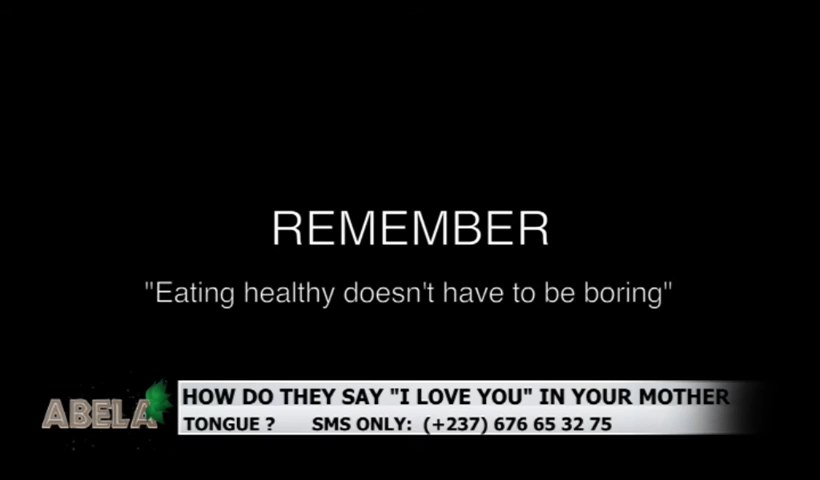 REMEMBER
"Eating healthy doesn't have to be boring"
ABELA
HOW DO THEY SAY "I LOVE YOU" IN YOUR MOTHER
TONGUE ? SMS ONLY: (+237) 676 65 32 75